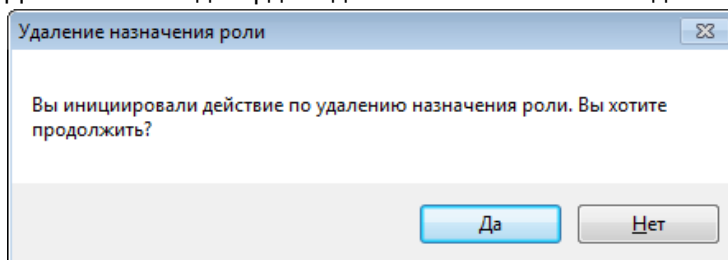 Удаление назначения роли
Вы инициировали действие по удалению назначения роли. Вы хотите
продолжить?
Да
Нет